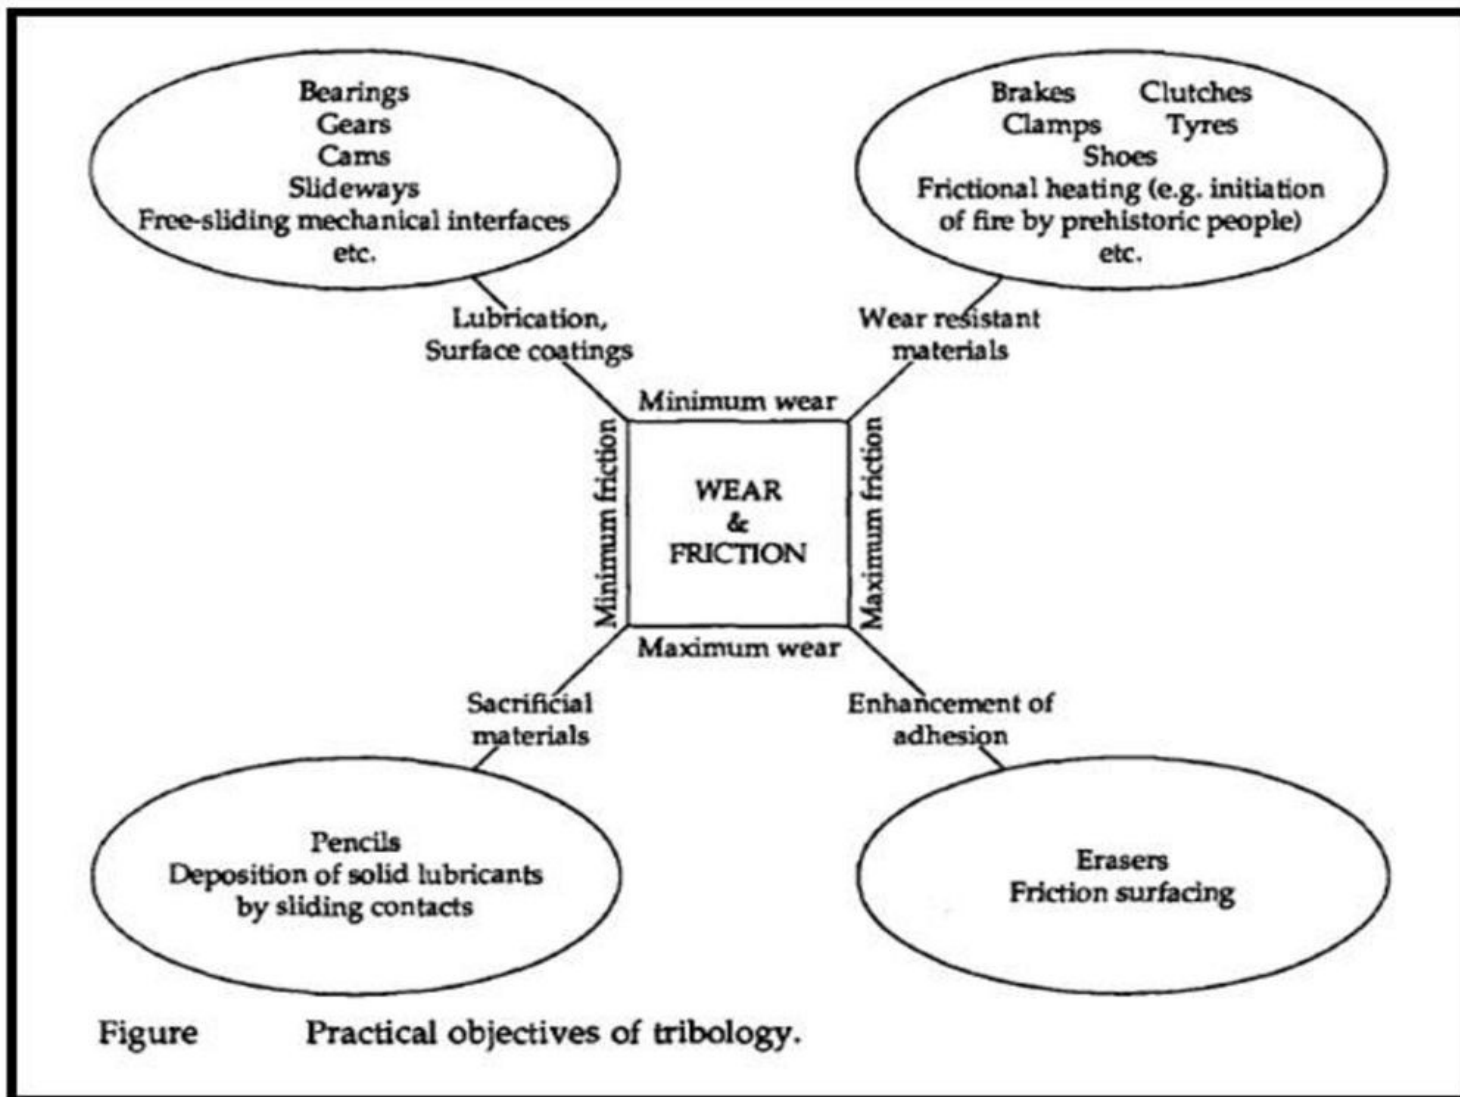 Bearings
Gears
Cams
Slideways
Free-sliding mechanical interfaces
etc.
Brakes Clutches
Clamps Tyres
Shoes
Frictional heating (e.g. initiation
of fire by prehistoric people)
etc.
Lubrication,
Surface coatings
Wear resistant
materials
Minimum wear
Minimum friction
WEAR
&
FRICTION
Maximum friction
Maximum wear
Sacrificial
materials
Enhancement of
adhesion
Pencils
Deposition of solid lubricants
by sliding contacts
Erasers
Friction surfacing
Figure Practical objectives of tribology.